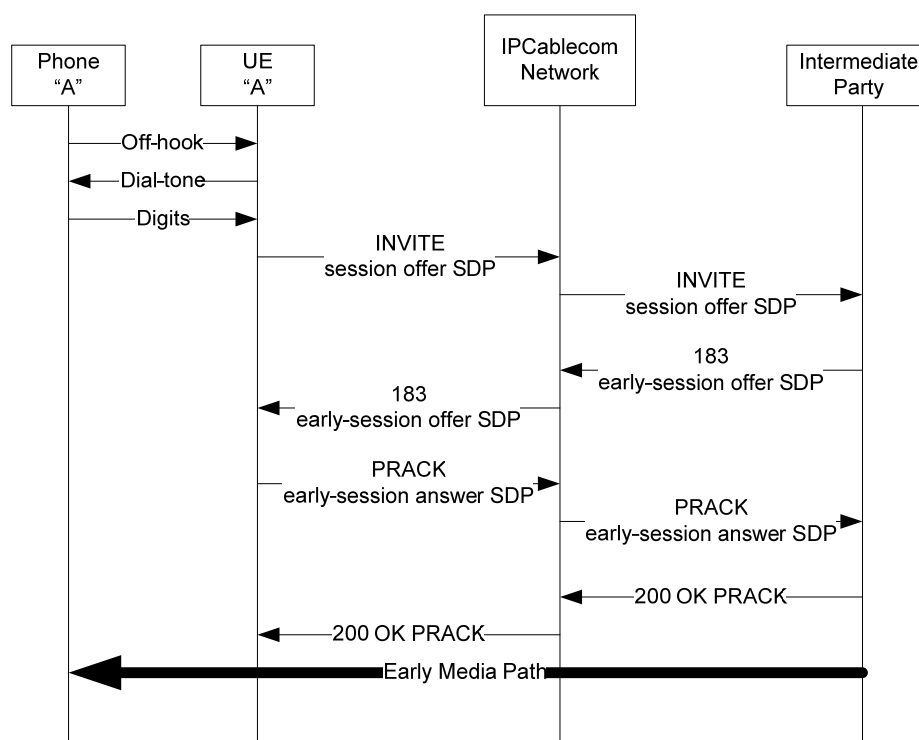 Phone
“A”
UE
“A”
IPCablecom
Network
Intermediate
Party
Off-hook
Dial-tone
Digits
INVITE
session offer SDP
INVITE
session offer SDP
183
early-session offer SDP
183
early-session offer SDP
PRACK
early-session answer SDP
PRACK
early-session answer SDP
200 OK PRACK
200 OK PRACK
Early Media Path